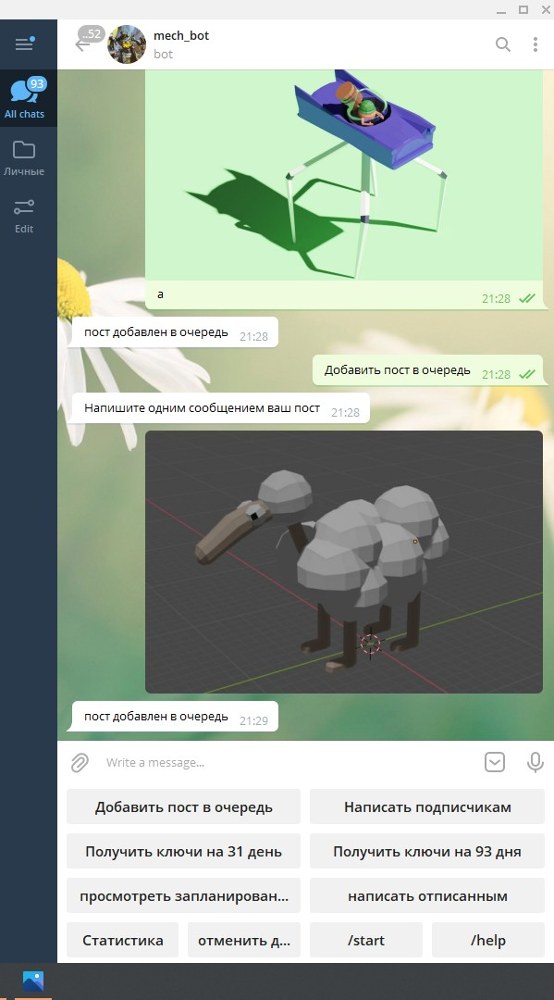 ..52
mech_bot
bot
93
All chats
Личные
Edit
a
21:28
пост добавлен в очередь
21:28
Добавить пост в очередь
21:28
Напишите одним сообщением ваш пост
21:28
пост добавлен в очередь
21:29
Write a message...
Добавить пост в очередь
Написать подписчикам
Получить ключи на 31 день
Получить ключи на 93 дня
просмотреть запланирован...
написать отписанным
Статистика
отменить д...
/start
/help